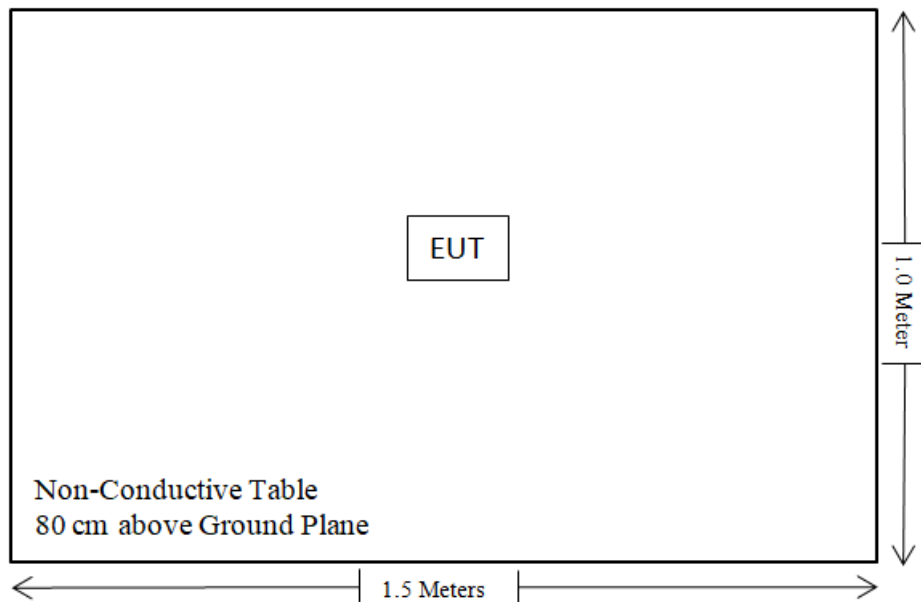 EUT
1.0 Meter
Non-Conductive Table
80 cm above Ground Plane
1.5 Meters